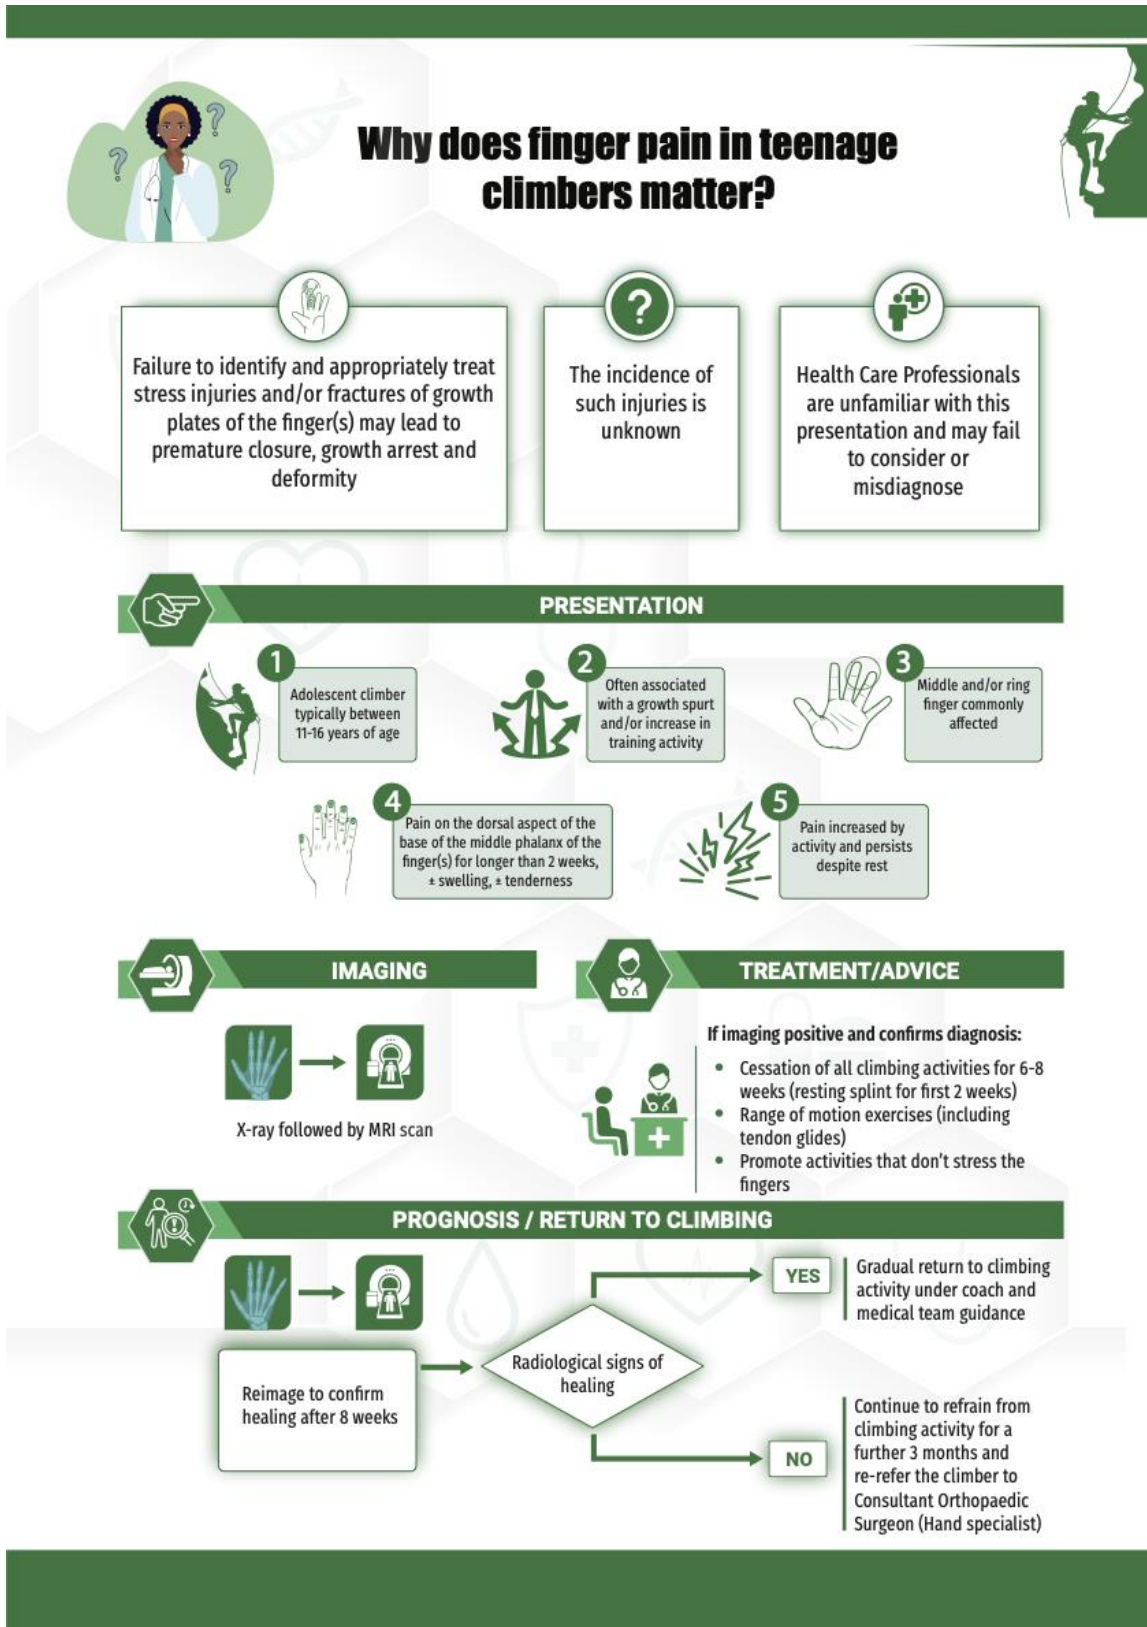 Why does finger pain in teenage
climbers matter?
Failure to identify and appropriately treat
stress injuries and/or fractures of growth
plates of the finger(s) may lead to
premature closure, growth arrest and
deformity
?
The incidence of
such injuries is
unknown
Health Care Professionals
are unfamiliar with this
presentation and may fail
to consider or
misdiagnose
PRESENTATION
1
Adolescent climber
typically between
11-16 years of age
2
Often associated
with a growth spurt
and/or increase in
training activity
3
Middle and/or ring
finger commonly
affected
4
Pain on the dorsal aspect of the
base of the middle phalanx of the
finger(s) for longer than 2 weeks,
± swelling, ± tenderness
5
Pain increased by
activity and persists
despite rest
IMAGING
X-ray followed by MRI scan
TREATMENT/ADVICE
If imaging positive and confirms diagnosis:
• Cessation of all climbing activities for 6-8
weeks (resting splint for first 2 weeks)
• Range of motion exercises (including
tendon glides)
• Promote activities that don't stress the
fingers
PROGNOSIS / RETURN TO CLIMBING
Reimage to confirm
healing after 8 weeks
Radiological signs of
healing
YES
Gradual return to climbing
activity under coach and
medical team guidance
NO
Continue to refrain from
climbing activity for a
further 3 months and
re-refer the climber to
Consultant Orthopaedic
Surgeon (Hand specialist)